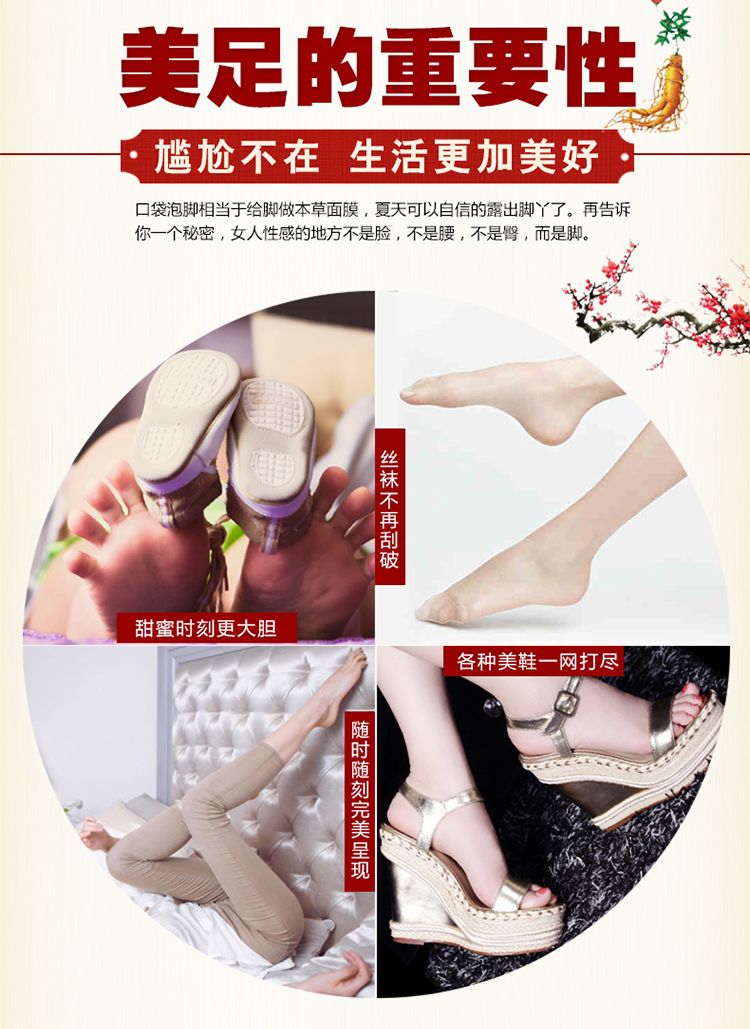 美足的重要性
尴尬不在 生活更加美好
口袋泡脚相当于给脚做本草面膜，夏天可以自信的露出脚丫了。再告诉
你一个秘密，女人性感的地方不是脸，不是腰，不是臀，而是脚。
丝袜不再刮破
甜蜜时刻更大胆
各种美鞋一网打尽
随时随刻完美呈现